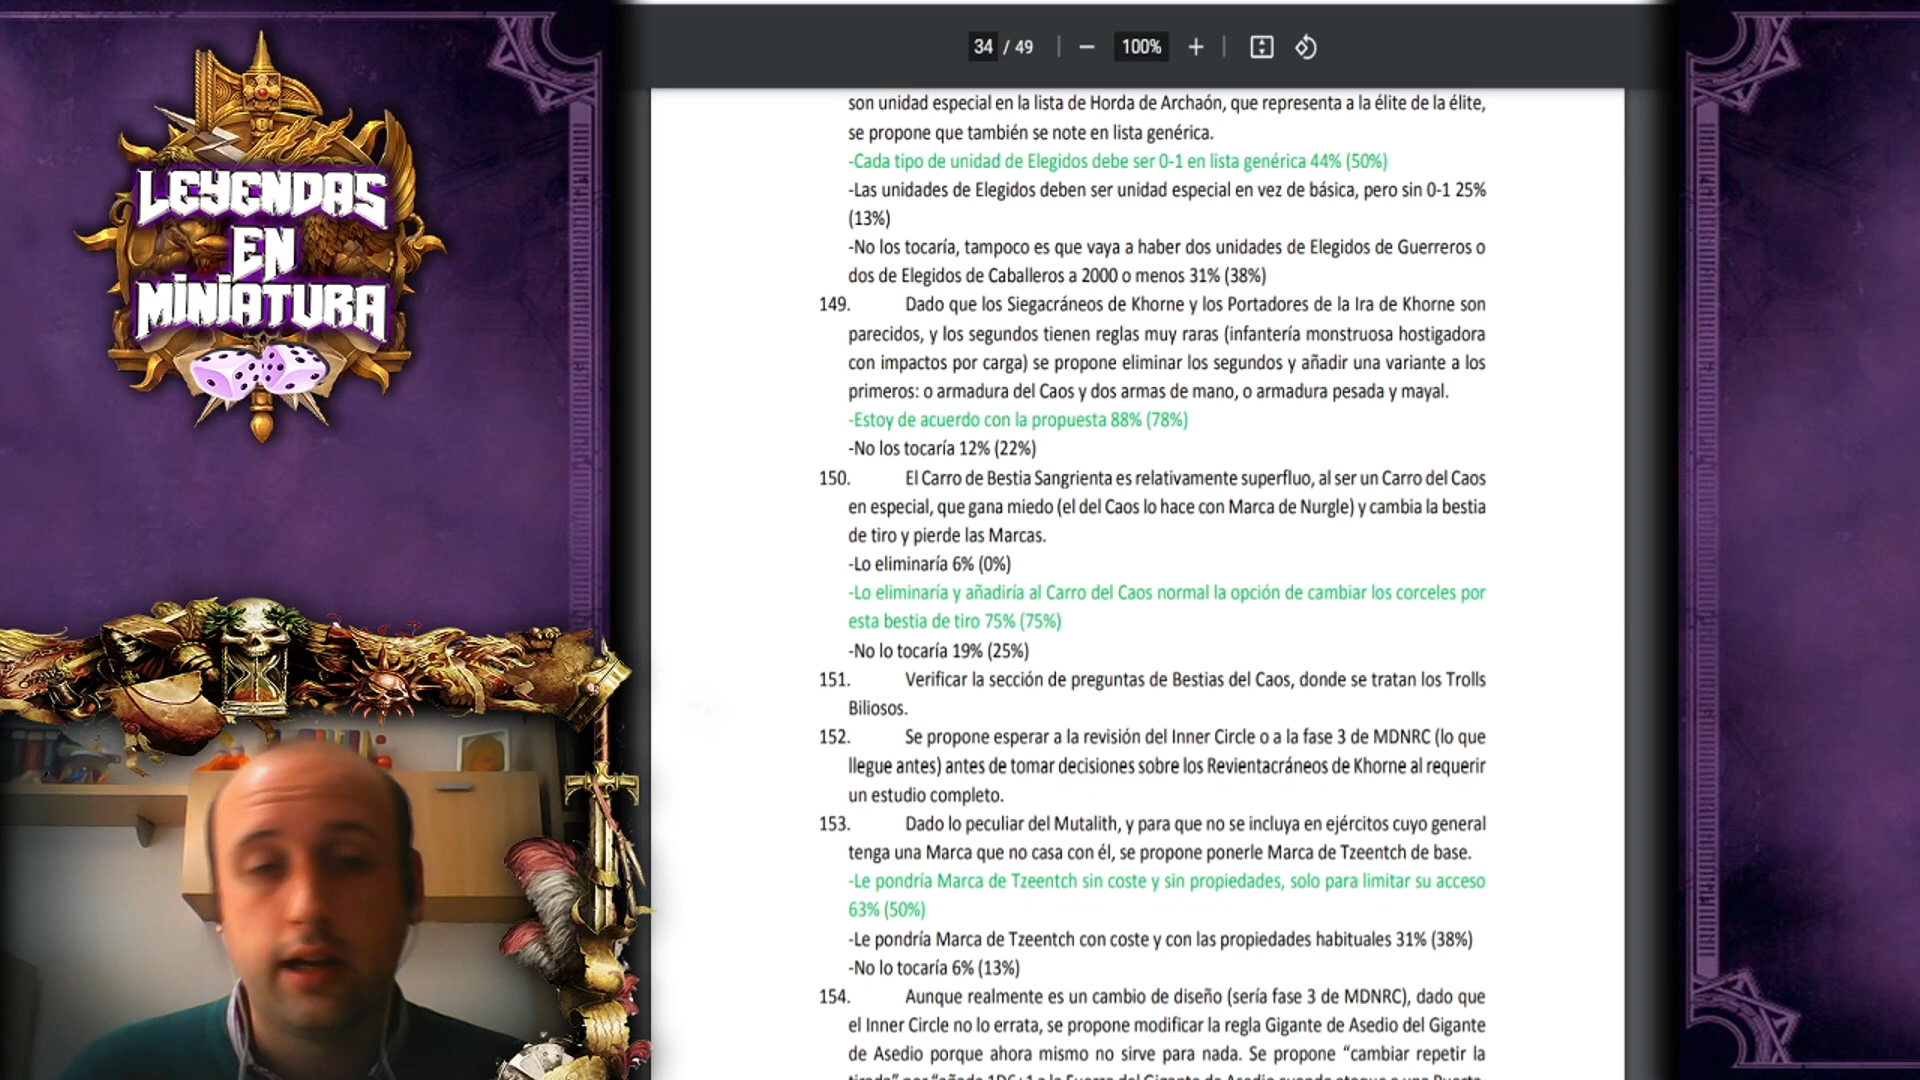 LEYENDAS
EN
MINIATURA
34 / 49
100%
son unidad especial en la lista de Horda de Archaón, que representa a la élite de la élite,
se propone que también se note en lista genérica.
-Cada tipo de unidad de Elegidos debe ser 0-1 en lista genérica 44% (50%)
-Las unidades de Elegidos deben ser unidad especial en vez de básica, pero sin 0-1 25%
(13%)
-No los tocaría, tampoco es que vaya a haber dos unidades de Elegidos de Guerreros o
dos de Elegidos de Caballeros a 2000 o menos 31% (38%)
149. Dado que los Siegacráneos de Khorne y los Portadores de la Ira de Khorne son
parecidos, y los segundos tienen reglas muy raras (infantería monstruosa hostigadora
con impactos por carga) se propone eliminar los segundos y añadir una variante a los
primeros: o armadura del Caos y dos armas de mano, o armadura pesada y mayal.
-Estoy de acuerdo con la propuesta 88% (78%)
-No los tocaría 12% (22%)
150. El Carro de Bestia Sangrienta es relativamente superfluo, al ser un Carro del Caos
en especial, que gana miedo (el del Caos lo hace con Marca de Nurgle) y cambia la bestia
de tiro y pierde las Marcas.
-Lo eliminaría 6% (0%)
-Lo eliminaría y añadiría al Carro del Caos normal la opción de cambiar los corceles por
esta bestia de tiro 75% (75%)
-No lo tocaría 19% (25%)
151. Verificar la sección de preguntas de Bestias del Caos, donde se tratan los Trolls
Biliosos.
152. Se propone esperar a la revisión del Inner Circle o a la fase 3 de MDNRC (lo que
llegue antes) antes de tomar decisiones sobre los Revientacráneos de Khorne al requerir
un estudio completo.
153. Dado lo peculiar del Mutalith, y para que no se incluya en ejércitos cuyo general
tenga una Marca que no casa con él, se propone ponerle Marca de Tzeentch de base.
-Le pondría Marca de Tzeentch sin coste y sin propiedades, solo para limitar su acceso
63% (50%)
-Le pondría Marca de Tzeentch con coste y con las propiedades habituales 31% (38%)
-No lo tocaría 6% (13%)
154. Aunque realmente es un cambio de diseño (sería fase 3 de MDNRC), dado que
el Inner Circle no lo errata, se propone modificar la regla Gigante de Asedio del Gigante
de Asedio porque ahora mismo no sirve para nada. Se propone “cambiar repetir la